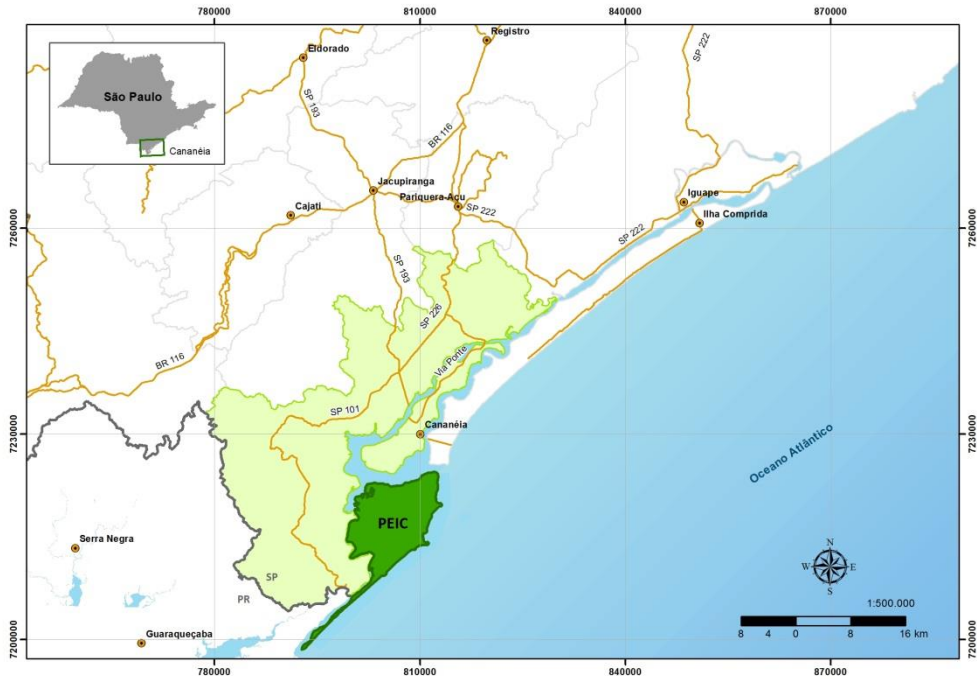 780000
810000
840000
870000
Registro
Eldorado
SP 222
São Paulo
Cananéia
SP 193
BR 116
Jacupiranga
Pariquera-Açu
Cajati
SP 222
Iguape
Ilha Comprida
7260000
7260000
SP 222
SP 193
SP 226
BR 116
Via Ponte
SP 101
Cananéia
7230000
7230000
Oceano Atlântico
PEIC
Serra Negra
SP
PR
N
W
E
S
1:500.000
8 4 0 8 16 km
Guaraqueçaba
7200000
7200000
780000
810000
840000
870000